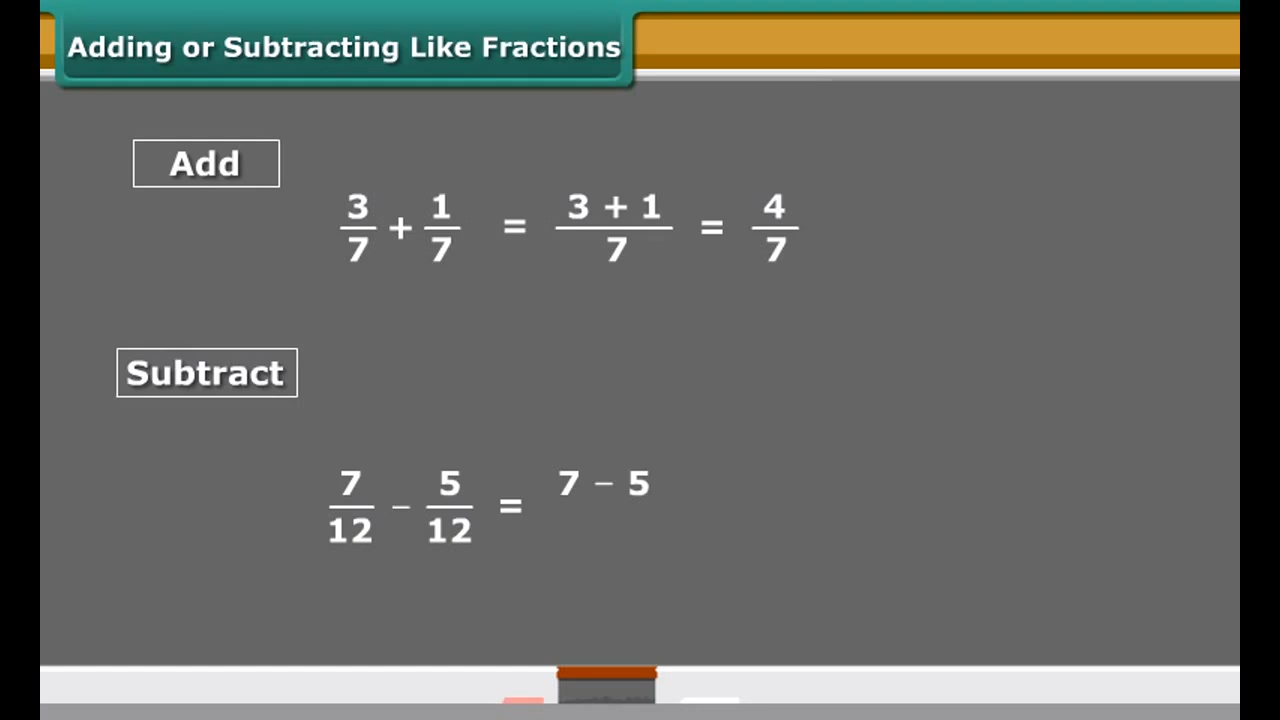 Adding or Subtracting Like Fractions
Add
3/7 + 1/7 = (3 + 1)/7 = 4/7
Subtract
7/12 − 5/12 = 7 − 5